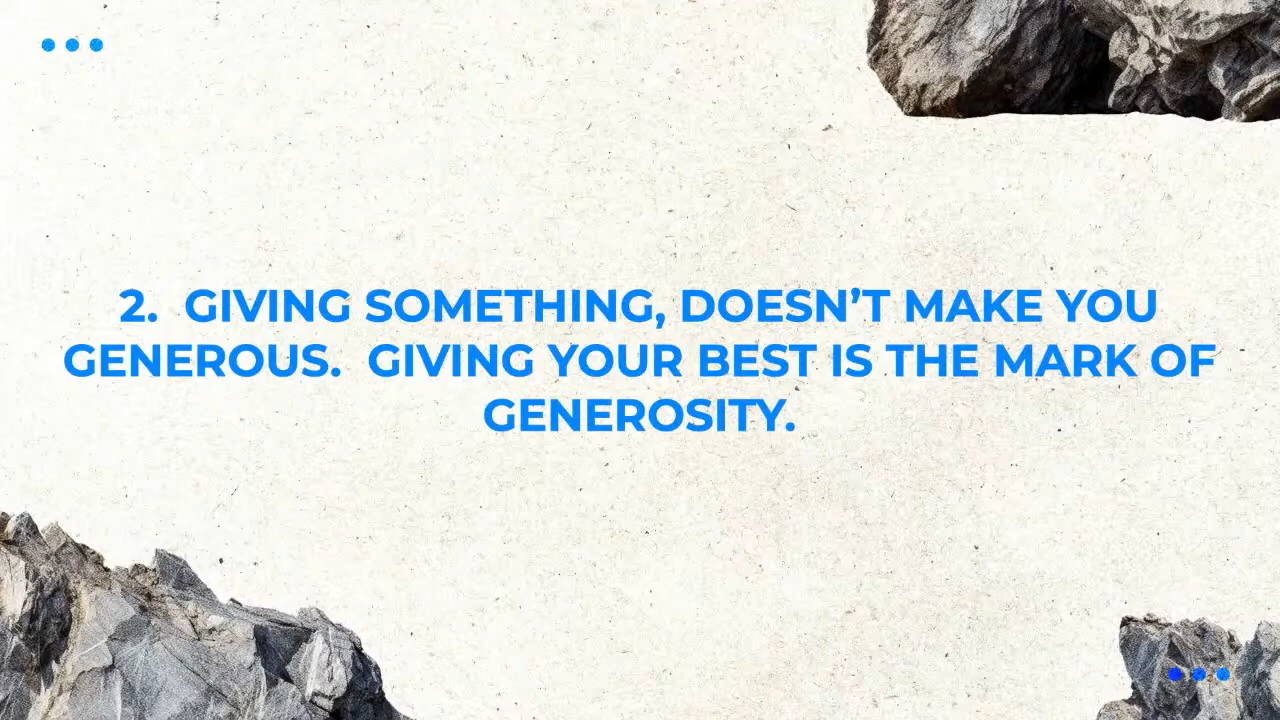 2.  GIVING SOMETHING, DOESN’T MAKE YOU
GENEROUS.  GIVING YOUR BEST IS THE MARK OF
GENEROSITY.